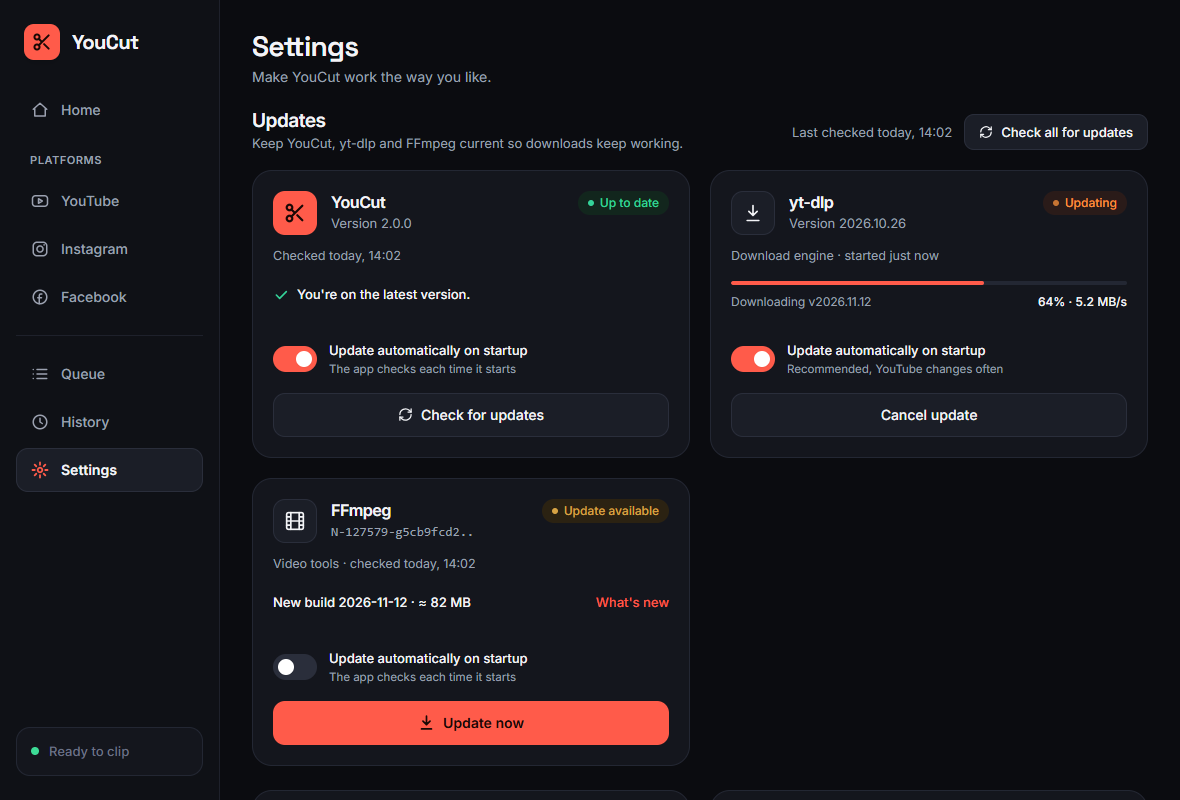 YouCut
Home
PLATFORMS
YouTube
Instagram
Facebook
Queue
History
Settings
Ready to clip
Settings
Make YouCut work the way you like.
Updates
Keep YouCut, yt-dlp and FFmpeg current so downloads keep working.
Last checked today, 14:02
Check all for updates
YouCut
Version 2.0.0
Up to date
Checked today, 14:02
You're on the latest version.
Update automatically on startup
The app checks each time it starts
Check for updates
yt-dlp
Version 2026.10.26
Updating
Download engine · started just now
Downloading v2026.11.12
64% · 5.2 MB/s
Update automatically on startup
Recommended, YouTube changes often
Cancel update
FFmpeg
N-127579-g5cb9fcd2..
Update available
Video tools · checked today, 14:02
New build 2026-11-12 · ≈ 82 MB
What's new
Update automatically on startup
The app checks each time it starts
Update now